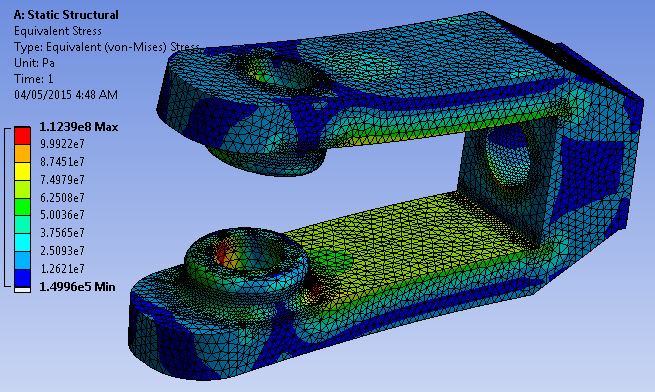 A: Static Structural
Equivalent Stress
Type: Equivalent (von-Mises) Stress
Unit: Pa
Time: 1
04/05/2015 4:48 AM
1.1239e8 Max
9.9922e7
8.7451e7
7.4979e7
6.2508e7
5.0036e7
3.7565e7
2.5093e7
1.2621e7
1.4996e5 Min